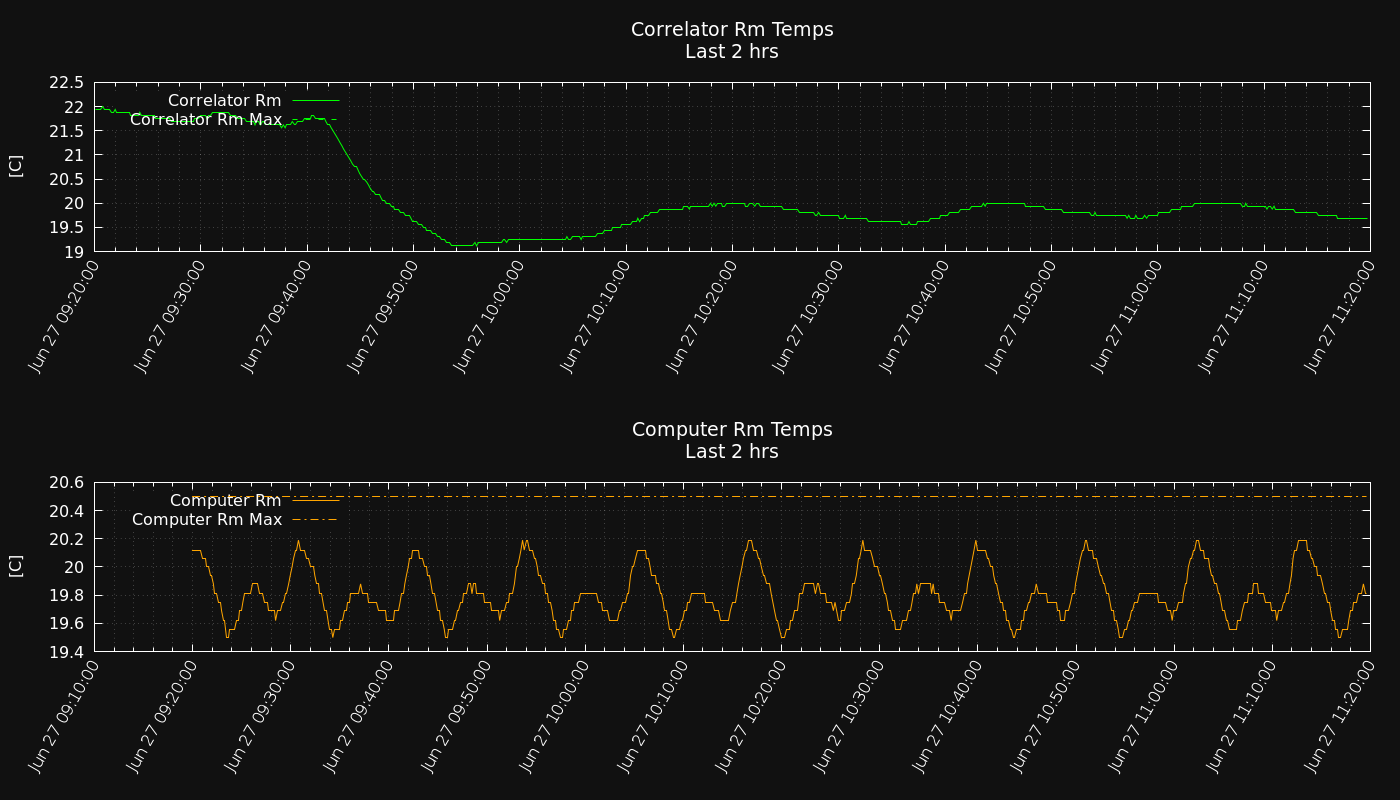 Correlator Rm Temps
Last 2 hrs
22.5
22
21.5
21
20.5
20
19.5
19
[C]
Correlator Rm
Correlator Rm Max
Jun 27 09:20:00
Jun 27 09:30:00
Jun 27 09:40:00
Jun 27 09:50:00
Jun 27 10:00:00
Jun 27 10:10:00
Jun 27 10:20:00
Jun 27 10:30:00
Jun 27 10:40:00
Jun 27 10:50:00
Jun 27 11:00:00
Jun 27 11:10:00
Jun 27 11:20:00
Computer Rm Temps
Last 2 hrs
20.6
20.4
20.2
20
19.8
19.6
19.4
[C]
Computer Rm
Computer Rm Max
Jun 27 09:10:00
Jun 27 09:20:00
Jun 27 09:30:00
Jun 27 09:40:00
Jun 27 09:50:00
Jun 27 10:00:00
Jun 27 10:10:00
Jun 27 10:20:00
Jun 27 10:30:00
Jun 27 10:40:00
Jun 27 10:50:00
Jun 27 11:00:00
Jun 27 11:10:00
Jun 27 11:20:00